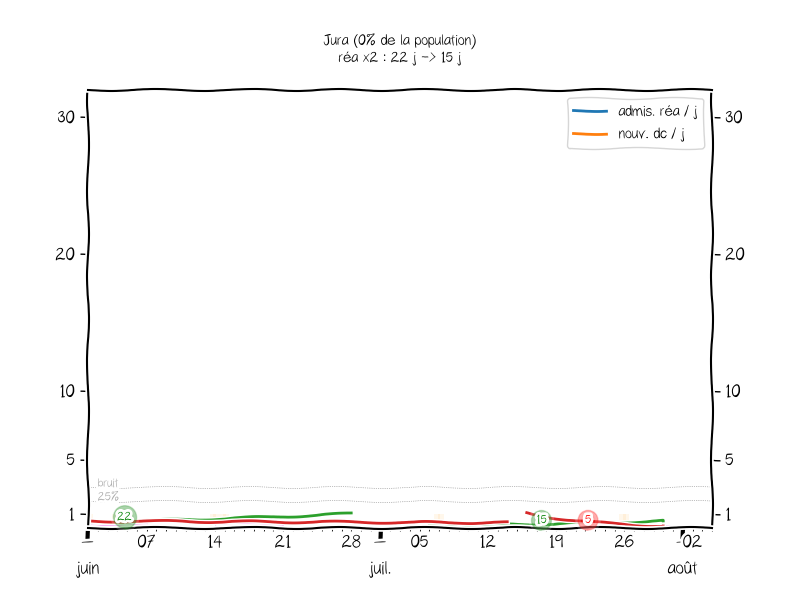 Jura (0% de la population)
réa x2 : 22 j -> 15 j
admis. réa / j
nouv. dc / j
30
30
20
20
10
10
5
5
bruit
25%
1
1
22
15
5
07
14
21
28
05
12
19
26
02
juin
juil.
août